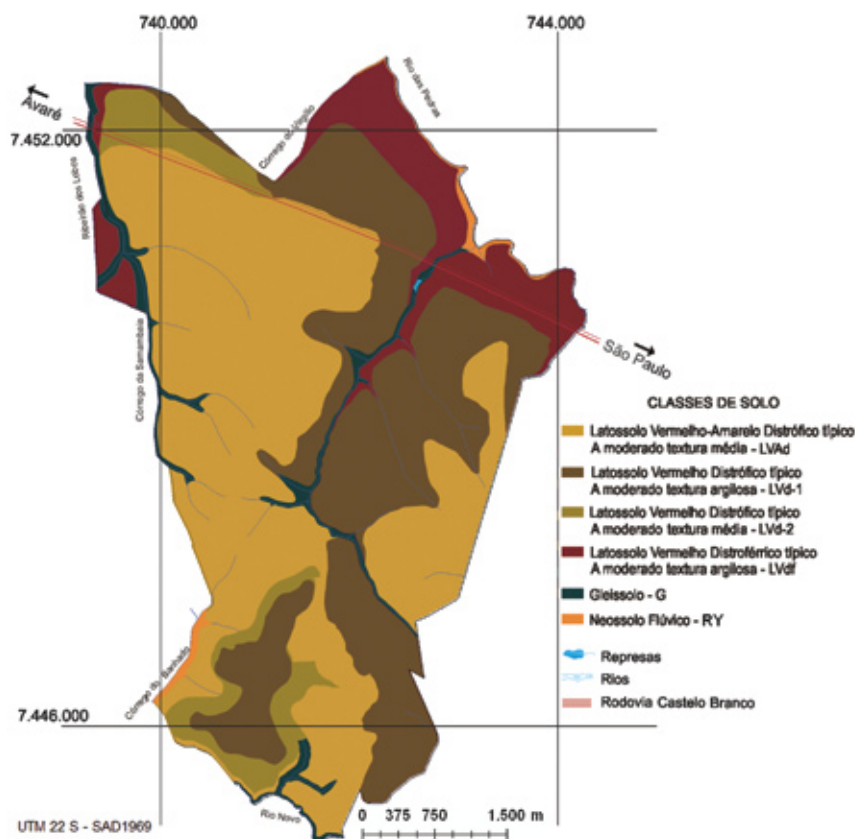 740.000
744.000
Avaré
Rio das Pedras
Córrego do Virgílio
7.452.000
Ribeirão dos Lobos
Córrego da Samambaia
São Paulo
CLASSES DE SOLO
Latossolo Vermelho-Amarelo Distrófico típico
A moderado textura média - LVAd
Latossolo Vermelho Distrófico típico
A moderado textura argilosa - LVd-1
Latossolo Vermelho Distrófico típico
A moderado textura média - LVd-2
Latossolo Vermelho Distroférrico típico
A moderado textura argilosa - LVdf
Gleissolo - G
Neossolo Flúvico - RY
Represas
Rios
Rodovia Castelo Branco
Córrego do Banhado
7.446.000
Rio Novo
UTM 22 S - SAD1969
0 375 750 1.500 m